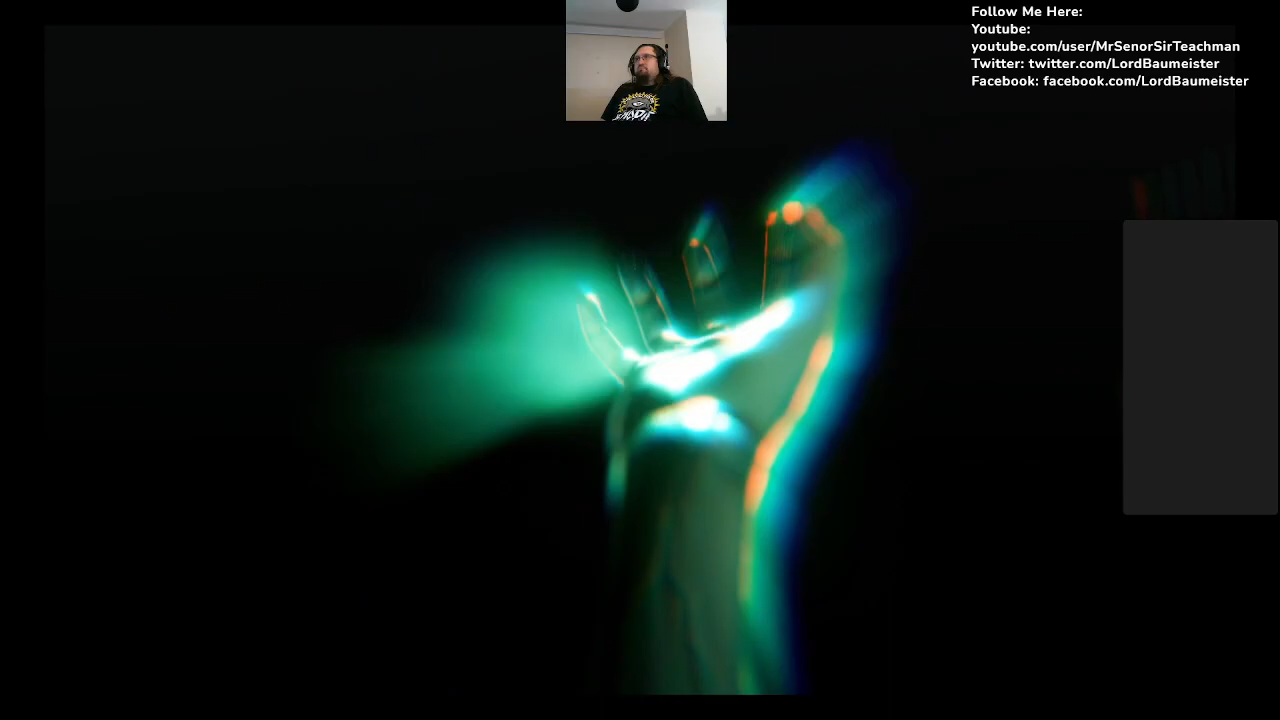 Follow Me Here:
Youtube:
youtube.com/user/MrSenorSirTeachman
Twitter: twitter.com/LordBaumeister
Facebook: facebook.com/LordBaumeister